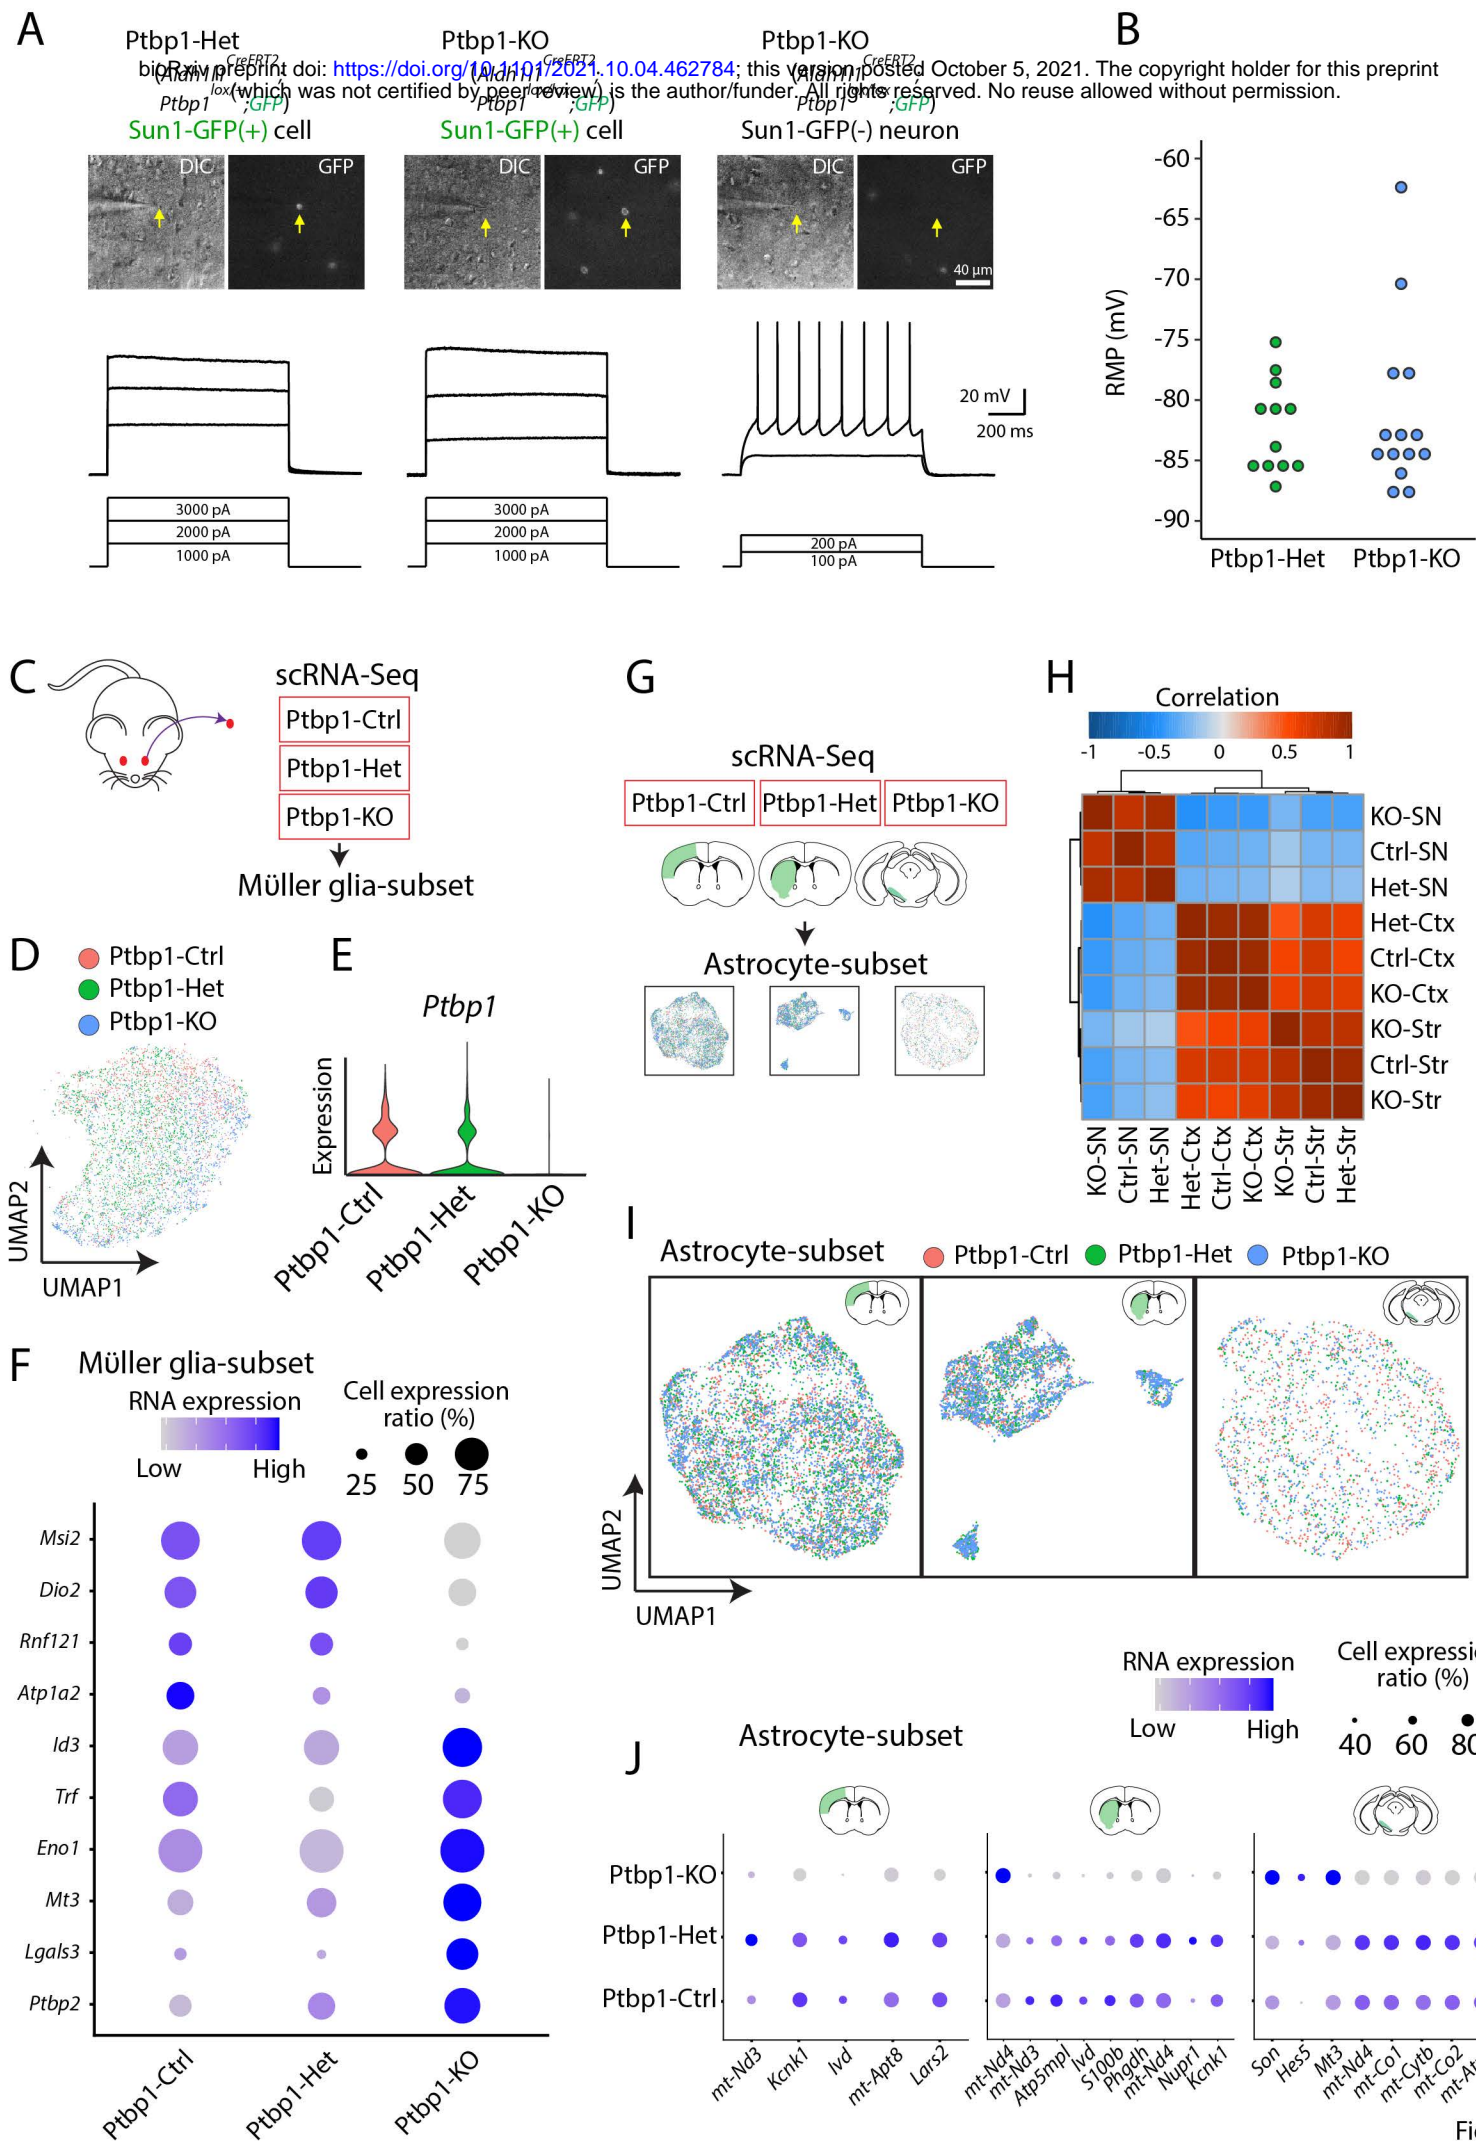 A
B
Ptbp1-Het
Ptbp1-KO
Ptbp1-KO
bioRxiv preprint doi: https://doi.org/10.1101/2021.10.04.462784; this version posted October 5, 2021. The copyright holder for this preprint
(which was not certified by peer review) is the author/funder. All rights reserved. No reuse allowed without permission.
Ptbp1 ;GFP)
Ptbp1 ;GFP)
Ptbp1 ;GFP)
Sun1-GFP(+) cell
Sun1-GFP(+) cell
Sun1-GFP(-) neuron
DIC
GFP
DIC
GFP
DIC
GFP
40 µm
20 mV
200 ms
3000 pA
2000 pA
1000 pA
3000 pA
2000 pA
1000 pA
200 pA
100 pA
RMP (mV)
-60
-65
-70
-75
-80
-85
-90
Ptbp1-Het
Ptbp1-KO
C
scRNA-Seq
Ptbp1-Ctrl
Ptbp1-Het
Ptbp1-KO
Müller glia-subset
D
Ptbp1-Ctrl
Ptbp1-Het
Ptbp1-KO
UMAP2
UMAP1
E
Ptbp1
Expression
Ptbp1-Ctrl
Ptbp1-Het
Ptbp1-KO
F
Müller glia-subset
RNA expression
Low
High
Cell expression
ratio (%)
25
50
75
Msi2
Dio2
Rnf121
Atp1a2
Id3
Trf
Eno1
Mt3
Lgals3
Ptbp2
Ptbp1-Ctrl
Ptbp1-Het
Ptbp1-KO
G
scRNA-Seq
Ptbp1-Ctrl
Ptbp1-Het
Ptbp1-KO
Astrocyte-subset
H
Correlation
-1
-0.5
0
0.5
1
KO-SN
Ctrl-SN
Het-SN
Het-Ctx
Ctrl-Ctx
KO-Ctx
KO-Str
Ctrl-Str
KO-Str
KO-SN
Ctrl-SN
Het-SN
Het-Ctx
Ctrl-Ctx
KO-Ctx
KO-Str
Ctrl-Str
Het-Str
I
Astrocyte-subset
Ptbp1-Ctrl
Ptbp1-Het
Ptbp1-KO
UMAP2
UMAP1
RNA expression
Low
High
Cell expressi
ratio (%)
40
60
80
J
Astrocyte-subset
Ptbp1-KO
Ptbp1-Het
Ptbp1-Ctrl
mt-Nd3
Kcnk1
Ivd
mt-Apt8
Lars2
mt-Nd4
mt-Nd3
Atp5mpl
Ivd
S100b
Phgdh
mt-Nd4
Nupr1
Kcnk1
Son
Hes5
Mt3
mt-Nd4
mt-Co1
mt-Cytb
mt-Co2
mt-At
Fi